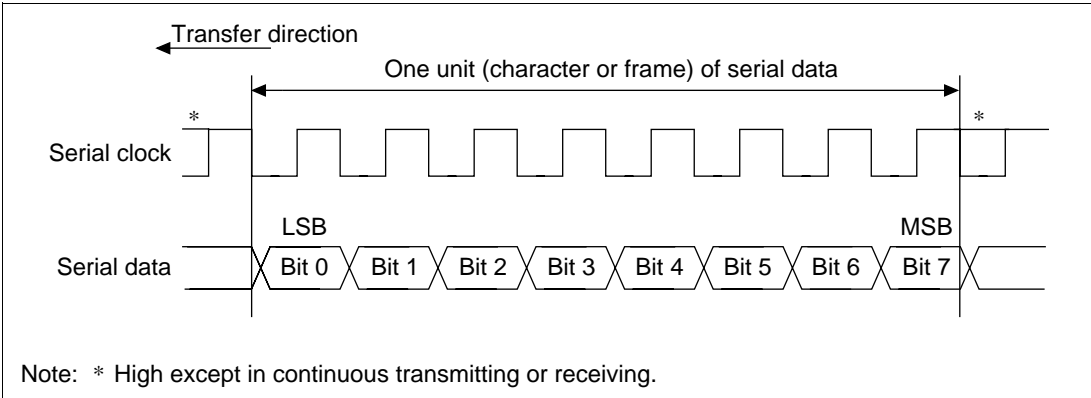 Transfer direction
One unit (character or frame) of serial data
* *
Serial clock
LSB MSB
Serial data Bit 0 Bit 1 Bit 2 Bit 3 Bit 4 Bit 5 Bit 6 Bit 7
Note: * High except in continuous transmitting or receiving.